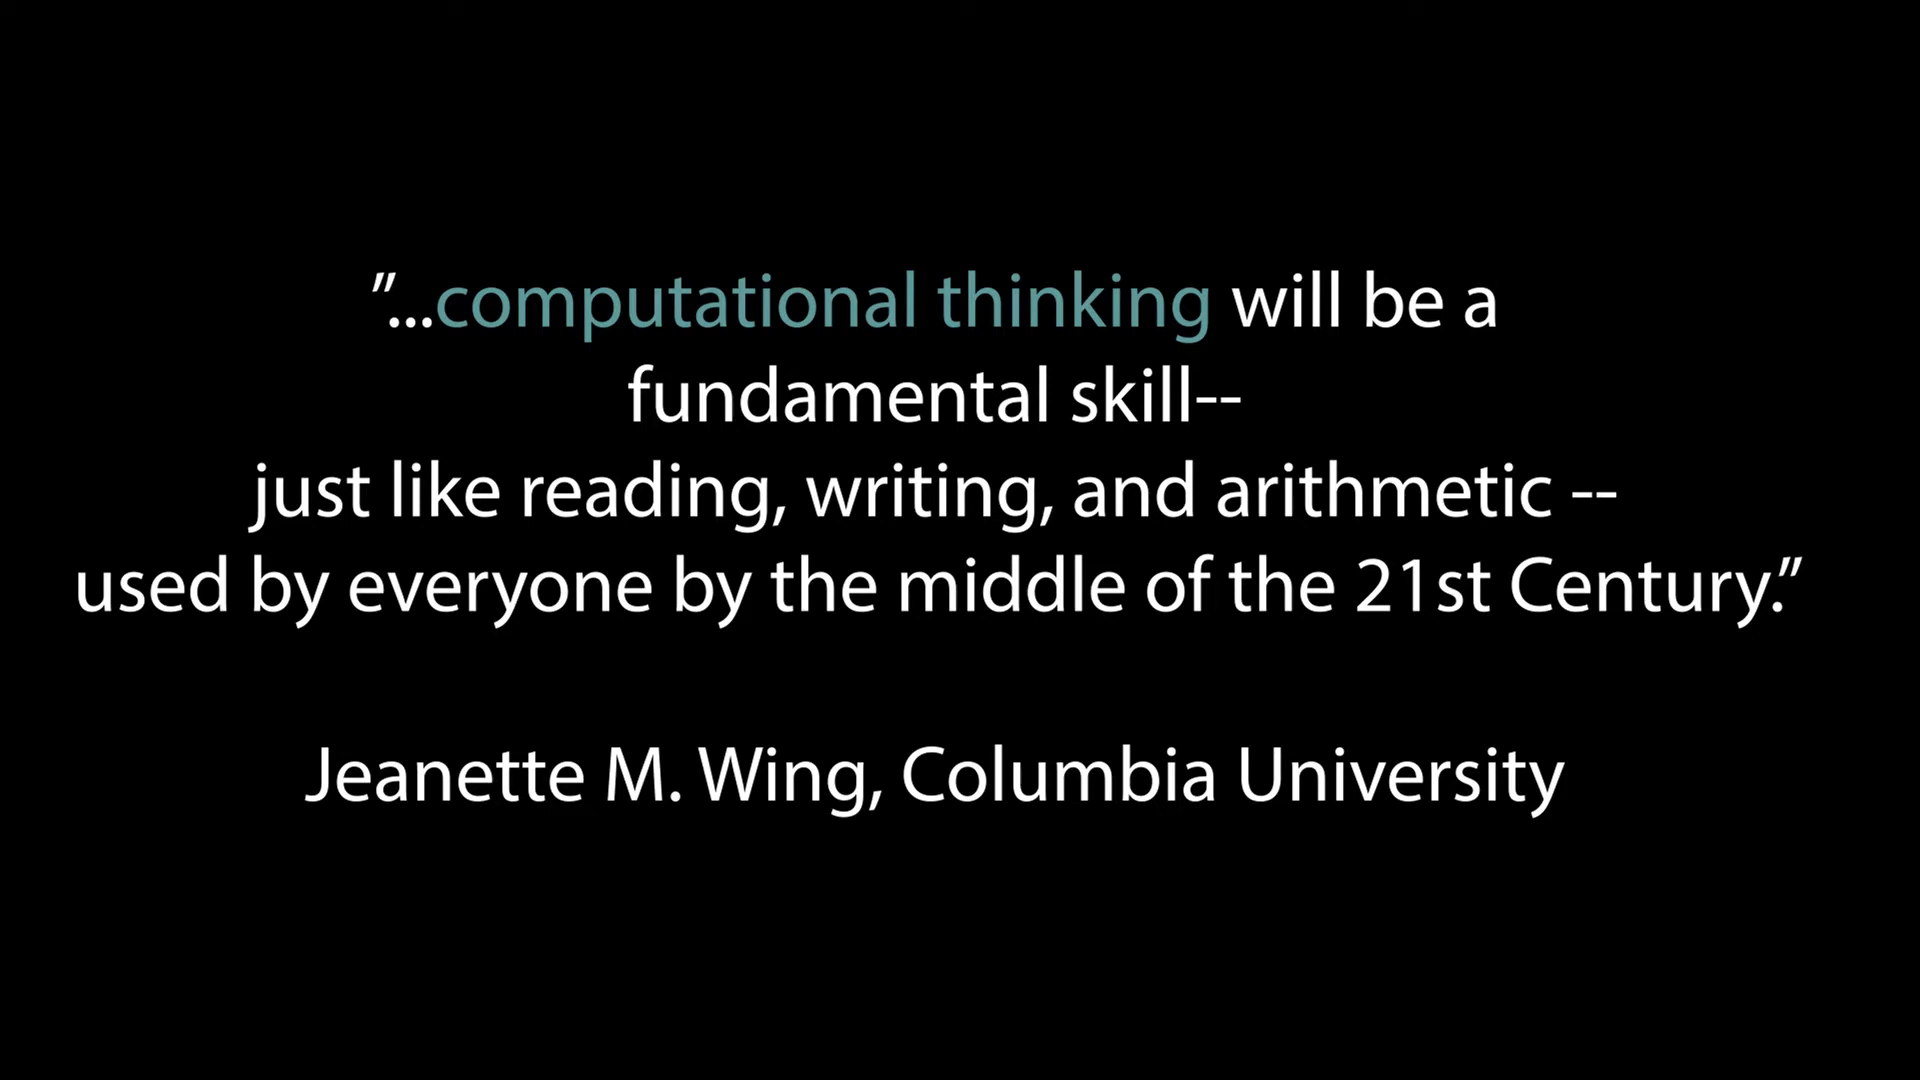 ”...computational thinking will be a
fundamental skill--
just like reading, writing, and arithmetic --
used by everyone by the middle of the 21st Century.”
Jeanette M. Wing, Columbia University